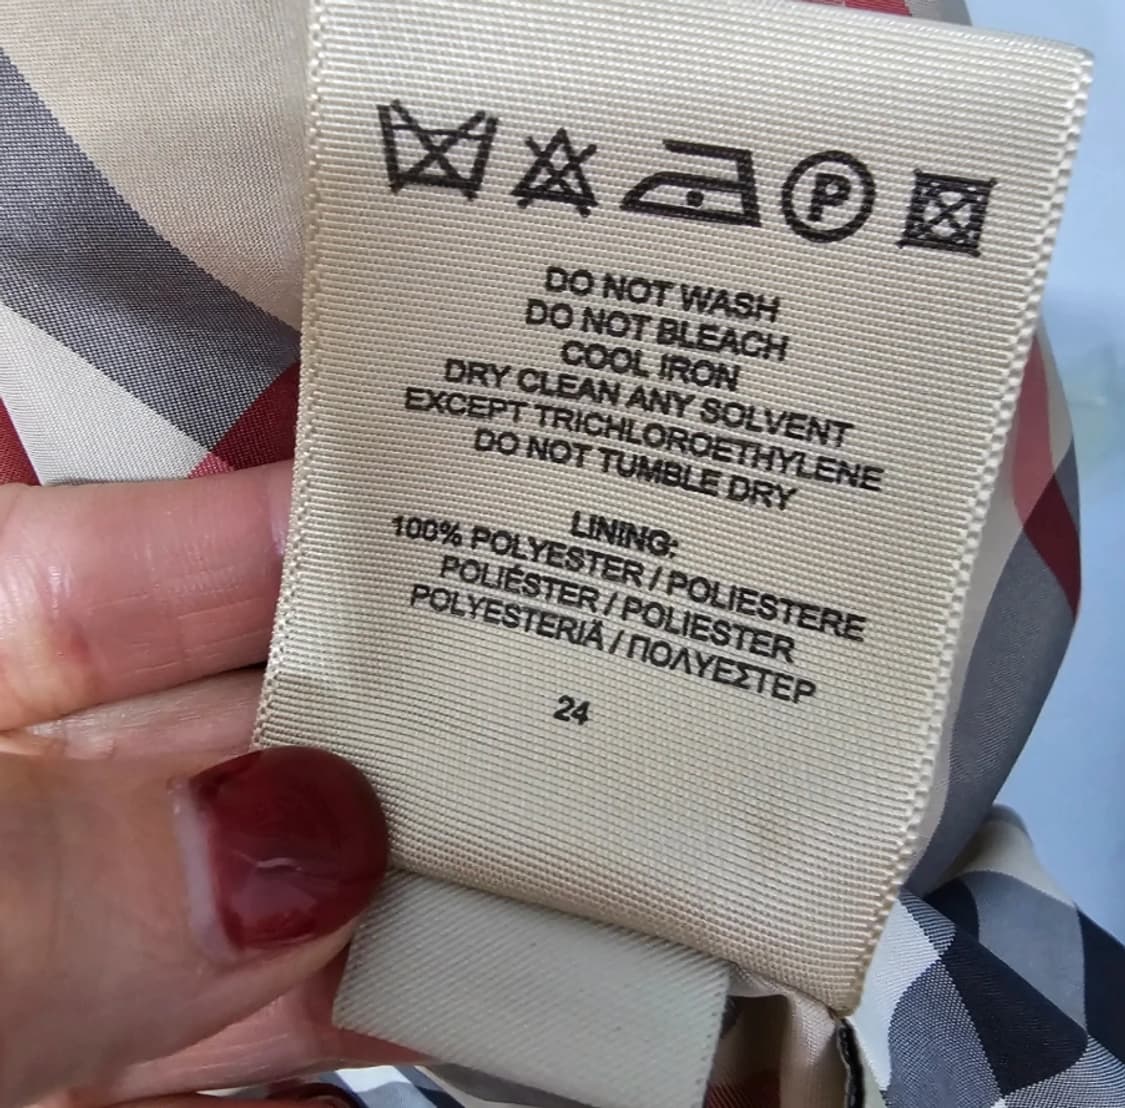 P
DO NOT WASH
DO NOT BLEACH
COOL IRON
DRY CLEAN ANY SOLVENT
EXCEPT TRICHLOROETHYLENE
DO NOT TUMBLE DRY
LINING:
100% POLYESTER / POLIESTERE
POLIÉSTER / POLIESTER
POLYESTERIÄ / ΠΟΛΥΕΣΤΕΡ
24